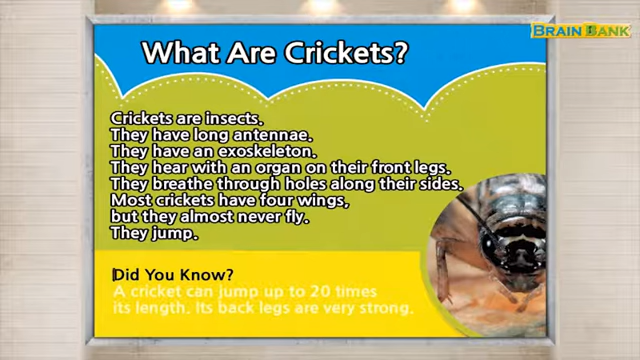 BRAIN BANK
What Are Crickets?
Crickets are insects.
They have long antennae.
They have an exoskeleton.
They hear with an organ on their front legs.
They breathe through holes along their sides.
Most crickets have four wings,
but they almost never fly.
They jump.
Did You Know?
A cricket can jump up to 20 times
its length. Its back legs are very strong.